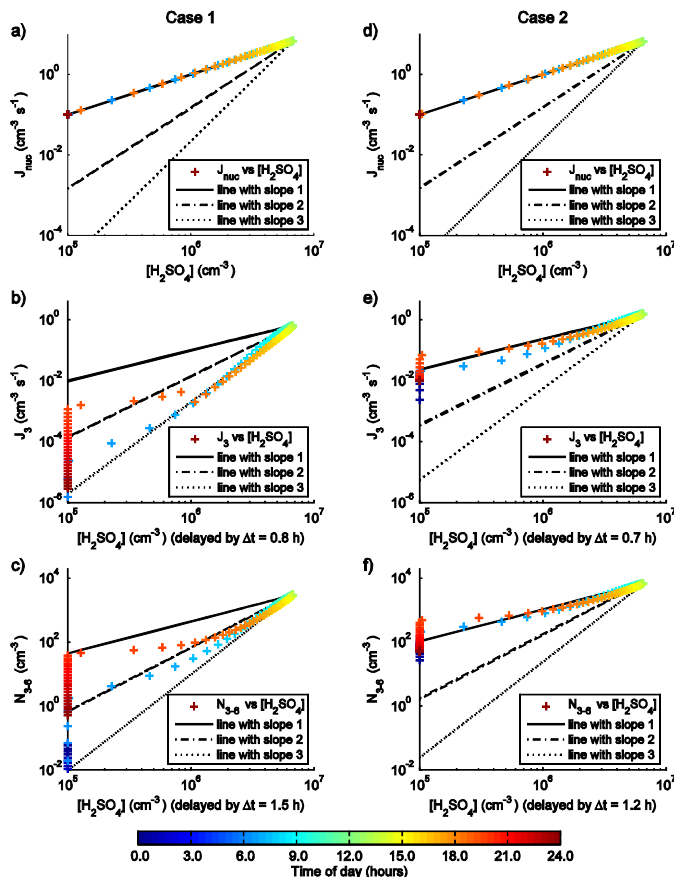 Case 1
Case 2
a)
d)
10^0
10^-2
10^-4
J_nuc (cm^-3 s^-1)
J_nuc vs [H_2SO_4]
line with slope 1
line with slope 2
line with slope 3
10^5
10^6
10^7
[H_2SO_4] (cm^-3)
10^0
10^-2
10^-4
J_nuc (cm^-3 s^-1)
J_nuc vs [H_2SO_4]
line with slope 1
line with slope 2
line with slope 3
10^5
10^6
10^7
[H_2SO_4] (cm^-3)
b)
e)
10^0
10^-2
10^-4
10^-6
J_3 (cm^-3 s^-1)
J_3 vs [H_2SO_4]
line with slope 1
line with slope 2
line with slope 3
10^5
10^6
10^7
[H_2SO_4] (cm^-3) (delayed by Δt = 0.8 h)
10^0
10^-2
10^-4
10^-6
J_3 (cm^-3 s^-1)
J_3 vs [H_2SO_4]
line with slope 1
line with slope 2
line with slope 3
10^5
10^6
10^7
[H_2SO_4] (cm^-3) (delayed by Δt = 0.7 h)
c)
f)
10^4
10^2
10^0
10^-2
N_3-6 (cm^-3)
N_3-6 vs [H_2SO_4]
line with slope 1
line with slope 2
line with slope 3
10^5
10^6
10^7
[H_2SO_4] (cm^-3) (delayed by Δt = 1.5 h)
10^4
10^2
10^0
10^-2
N_3-6 (cm^-3)
N_3-6 vs [H_2SO_4]
line with slope 1
line with slope 2
line with slope 3
10^5
10^6
10^7
[H_2SO_4] (cm^-3) (delayed by Δt = 1.2 h)
0.0 3.0 6.0 9.0 12.0 15.0 18.0 21.0 24.0
Time of day (hours)